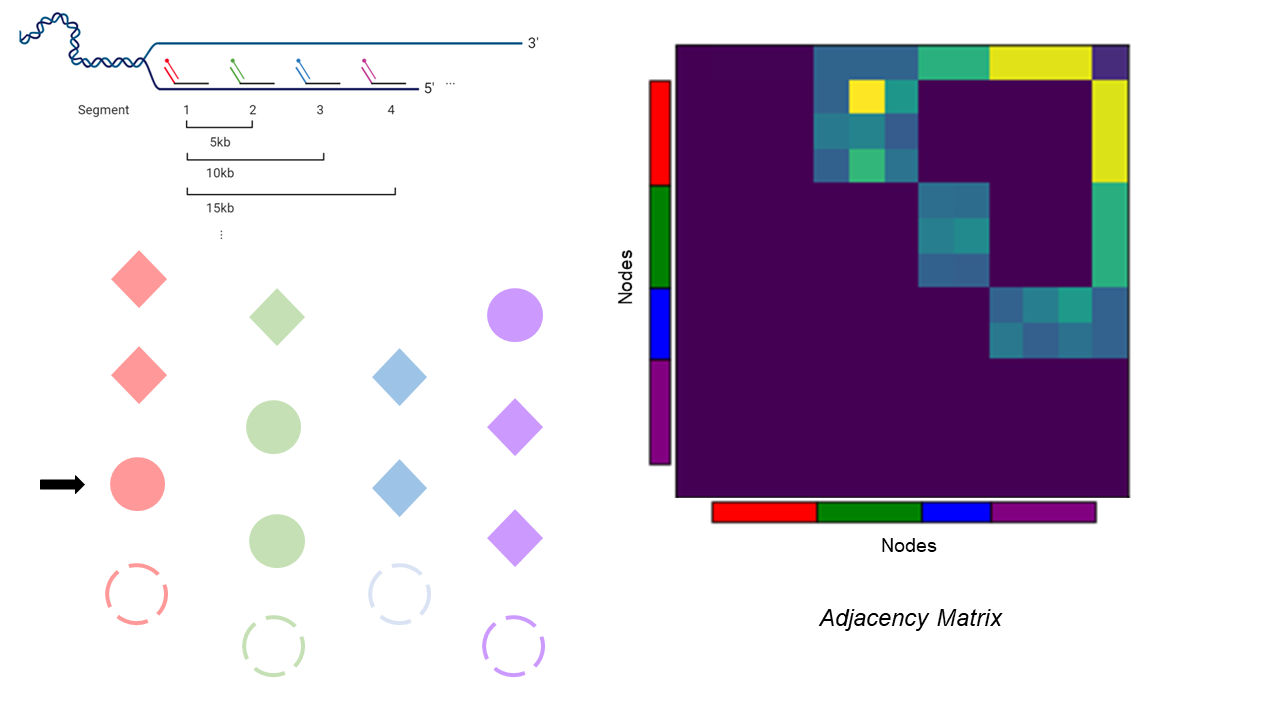 3'
5' ...
Segment 1 2 3 4
5kb
10kb
15kb
⋮
Nodes
Nodes
Adjacency Matrix